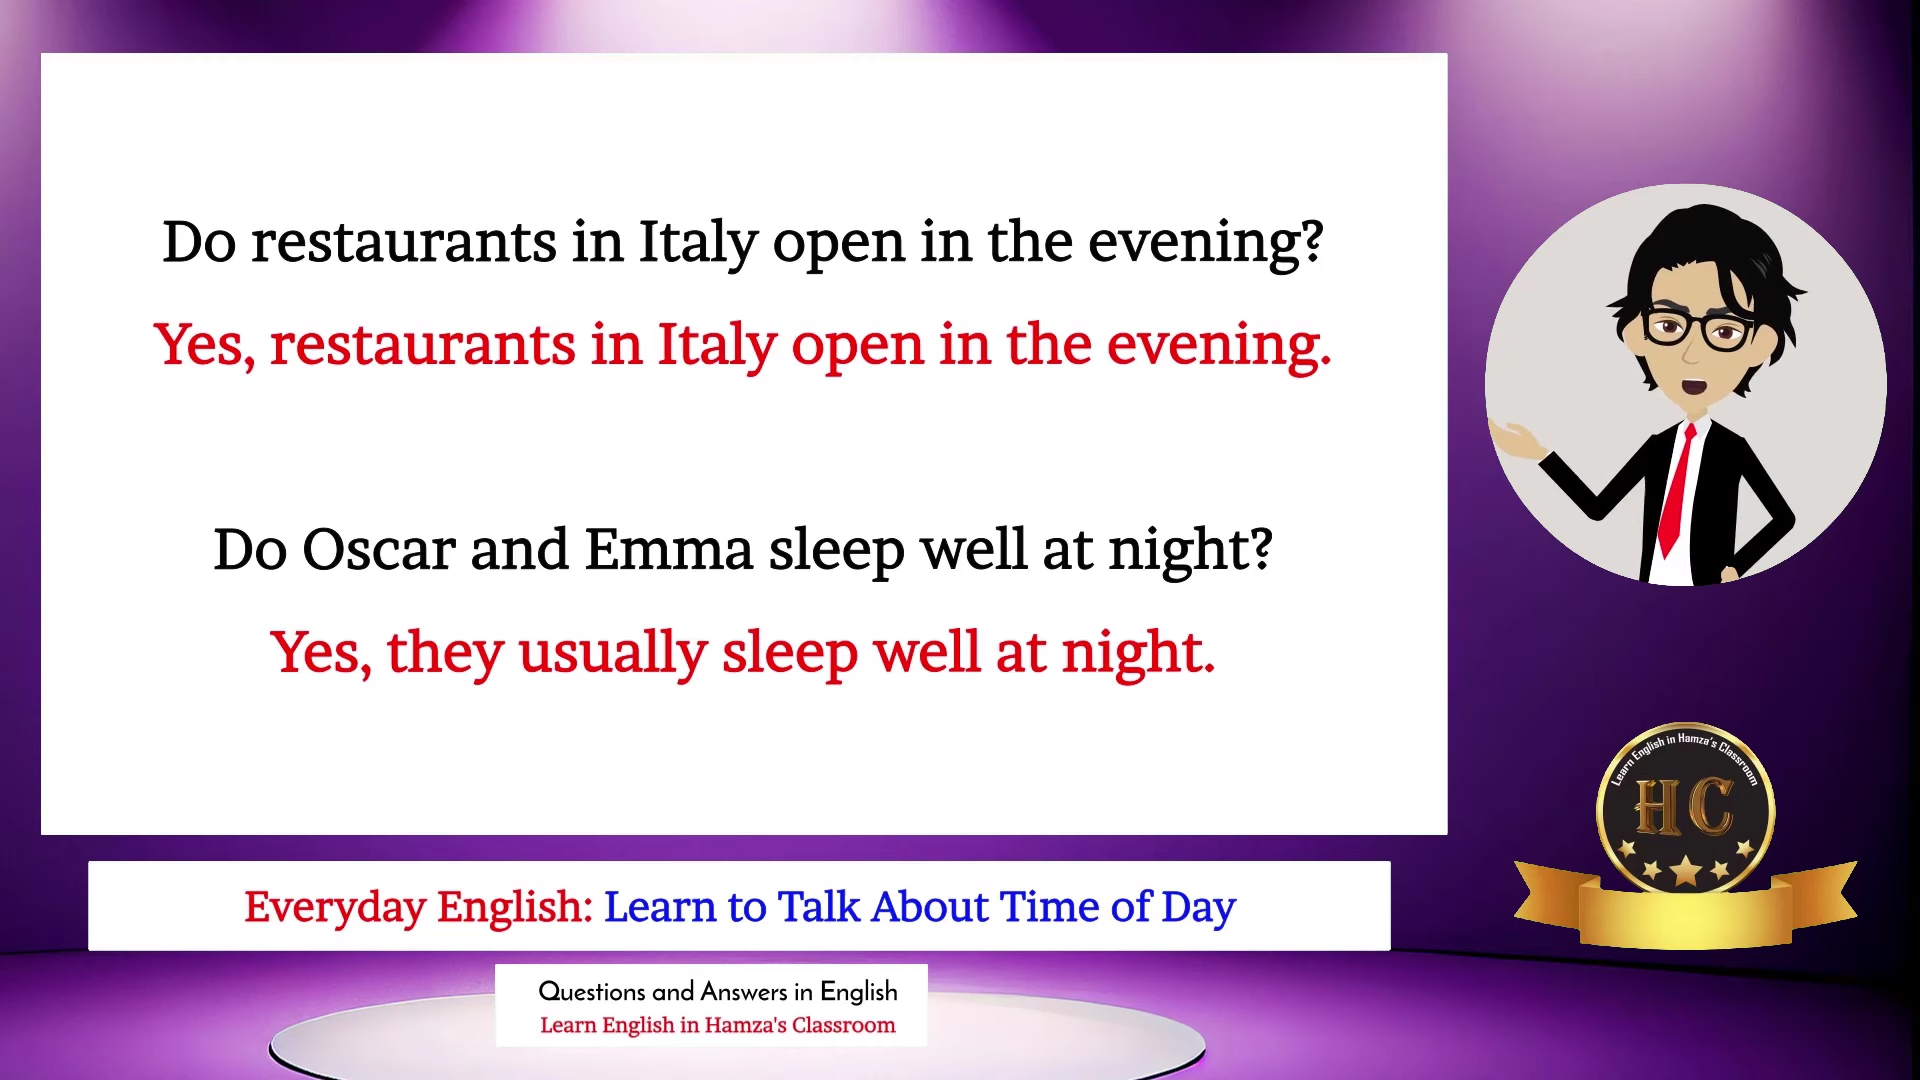 Do restaurants in Italy open in the evening?
Yes, restaurants in Italy open in the evening.
Do Oscar and Emma sleep well at night?
Yes, they usually sleep well at night.
Learn English in Hamza's Classroom
HC
Everyday English: Learn to Talk About Time of Day
Questions and Answers in English
Learn English in Hamza's Classroom